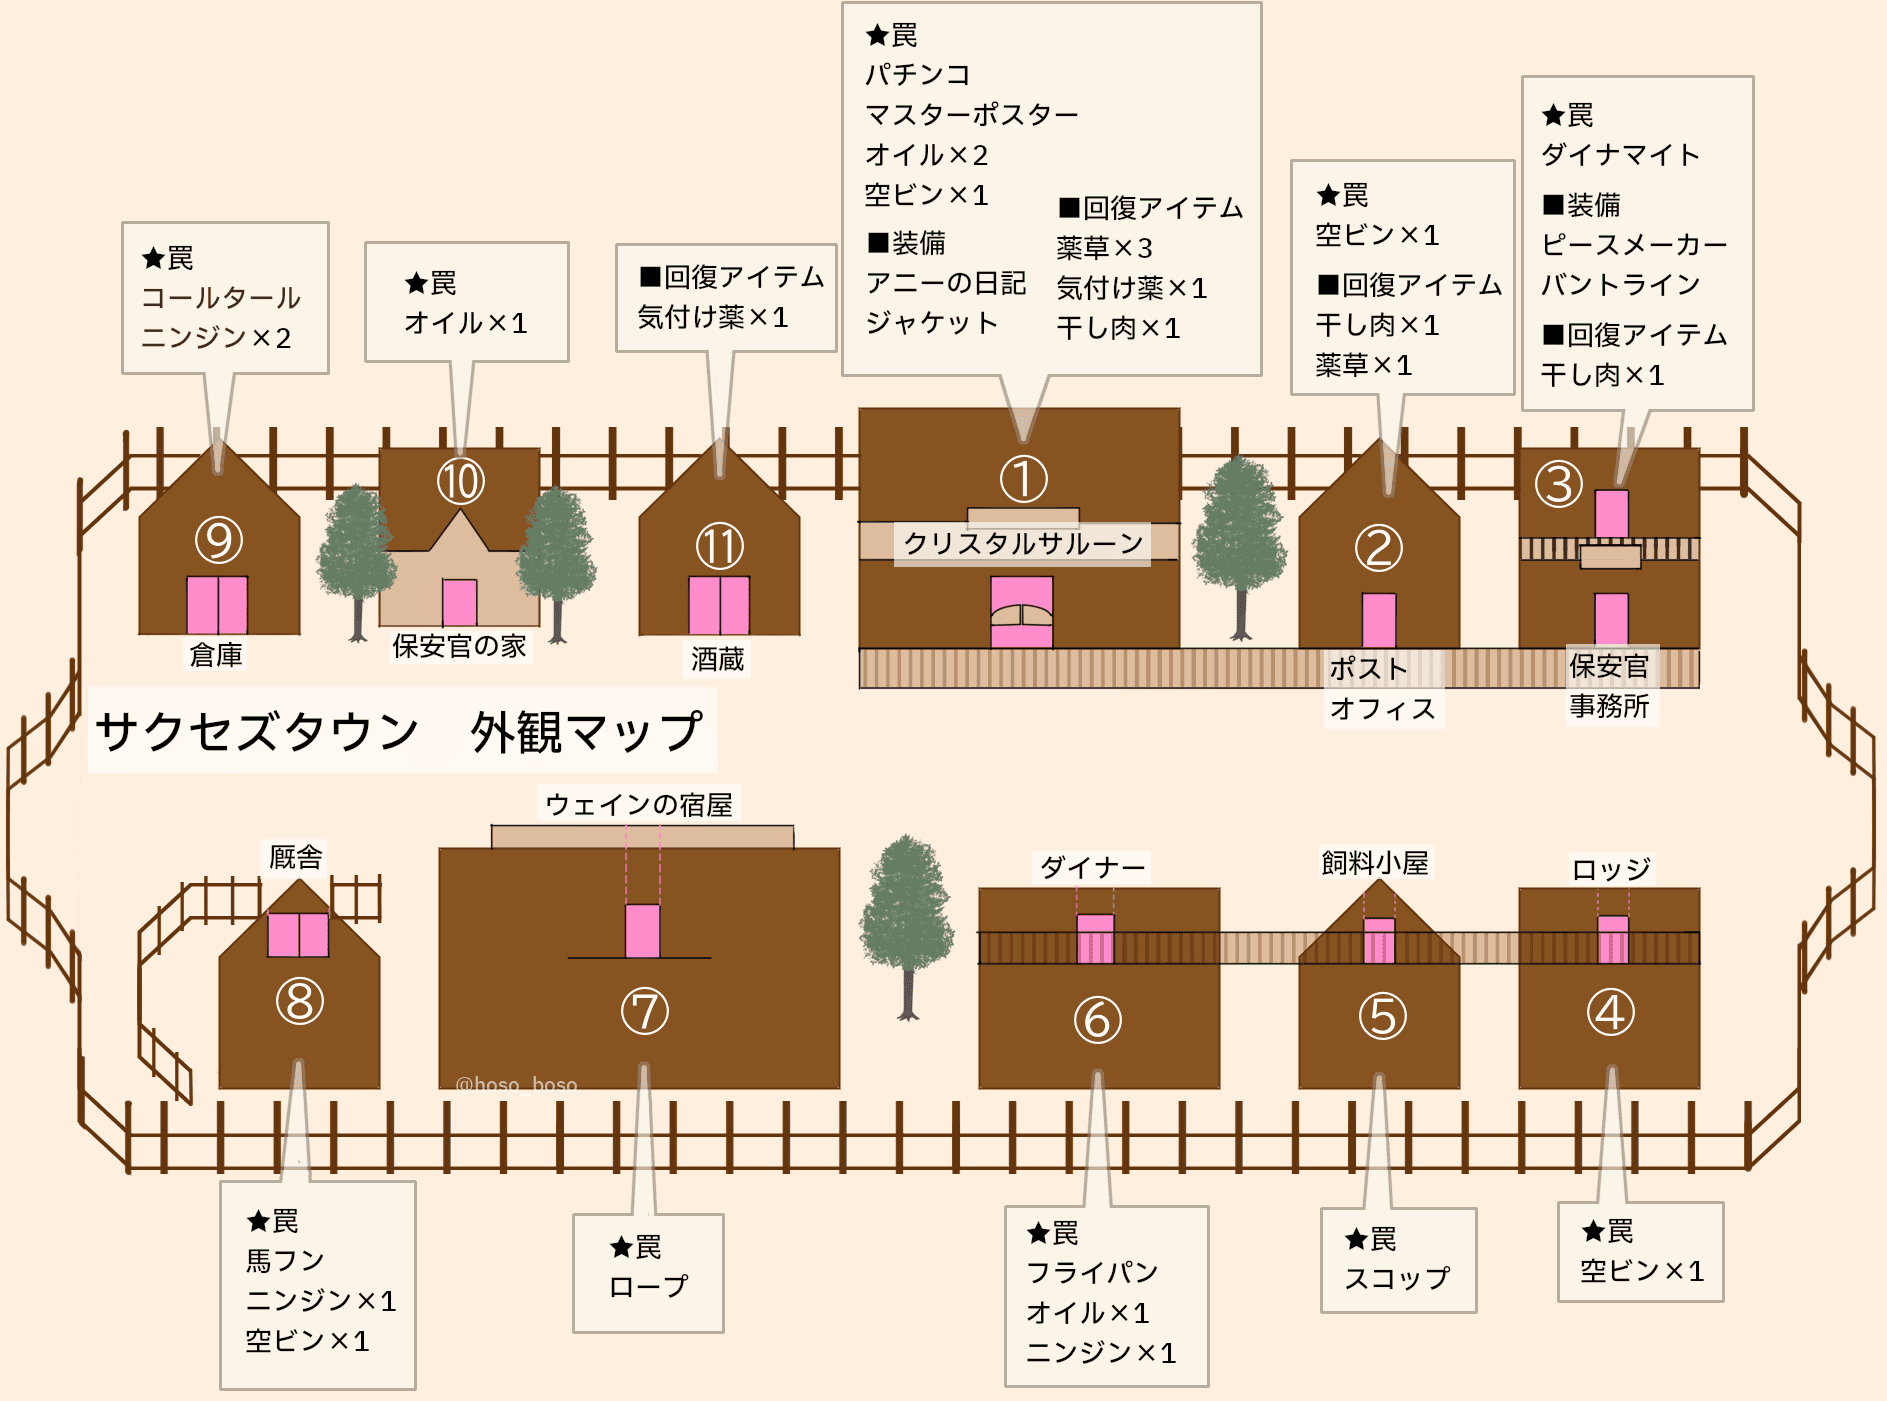 ★罠
コールタール
ニンジン×2
★罠
オイル×1
■回復アイテム
気付け薬×1
★罠
パチンコ
マスターポスター
オイル×2
空ビン×1
■装備
アニーの日記
ジャケット
■回復アイテム
薬草×3
気付け薬×1
干し肉×1
★罠
空ビン×1
■回復アイテム
干し肉×1
薬草×1
★罠
ダイナマイト
■装備
ピースメーカー
バントライン
■回復アイテム
干し肉×1
⑨
倉庫
⑩
保安官の家
⑪
酒蔵
①
クリスタルサルーン
②
ポスト
オフィス
③
保安官
事務所
サクセズタウン　外観マップ
厩舎
⑧
ウェインの宿屋
⑦
@hoso_boso
ダイナー
⑥
飼料小屋
⑤
ロッジ
④
★罠
馬フン
ニンジン×1
空ビン×1
★罠
ロープ
★罠
フライパン
オイル×1
ニンジン×1
★罠
スコップ
★罠
空ビン×1